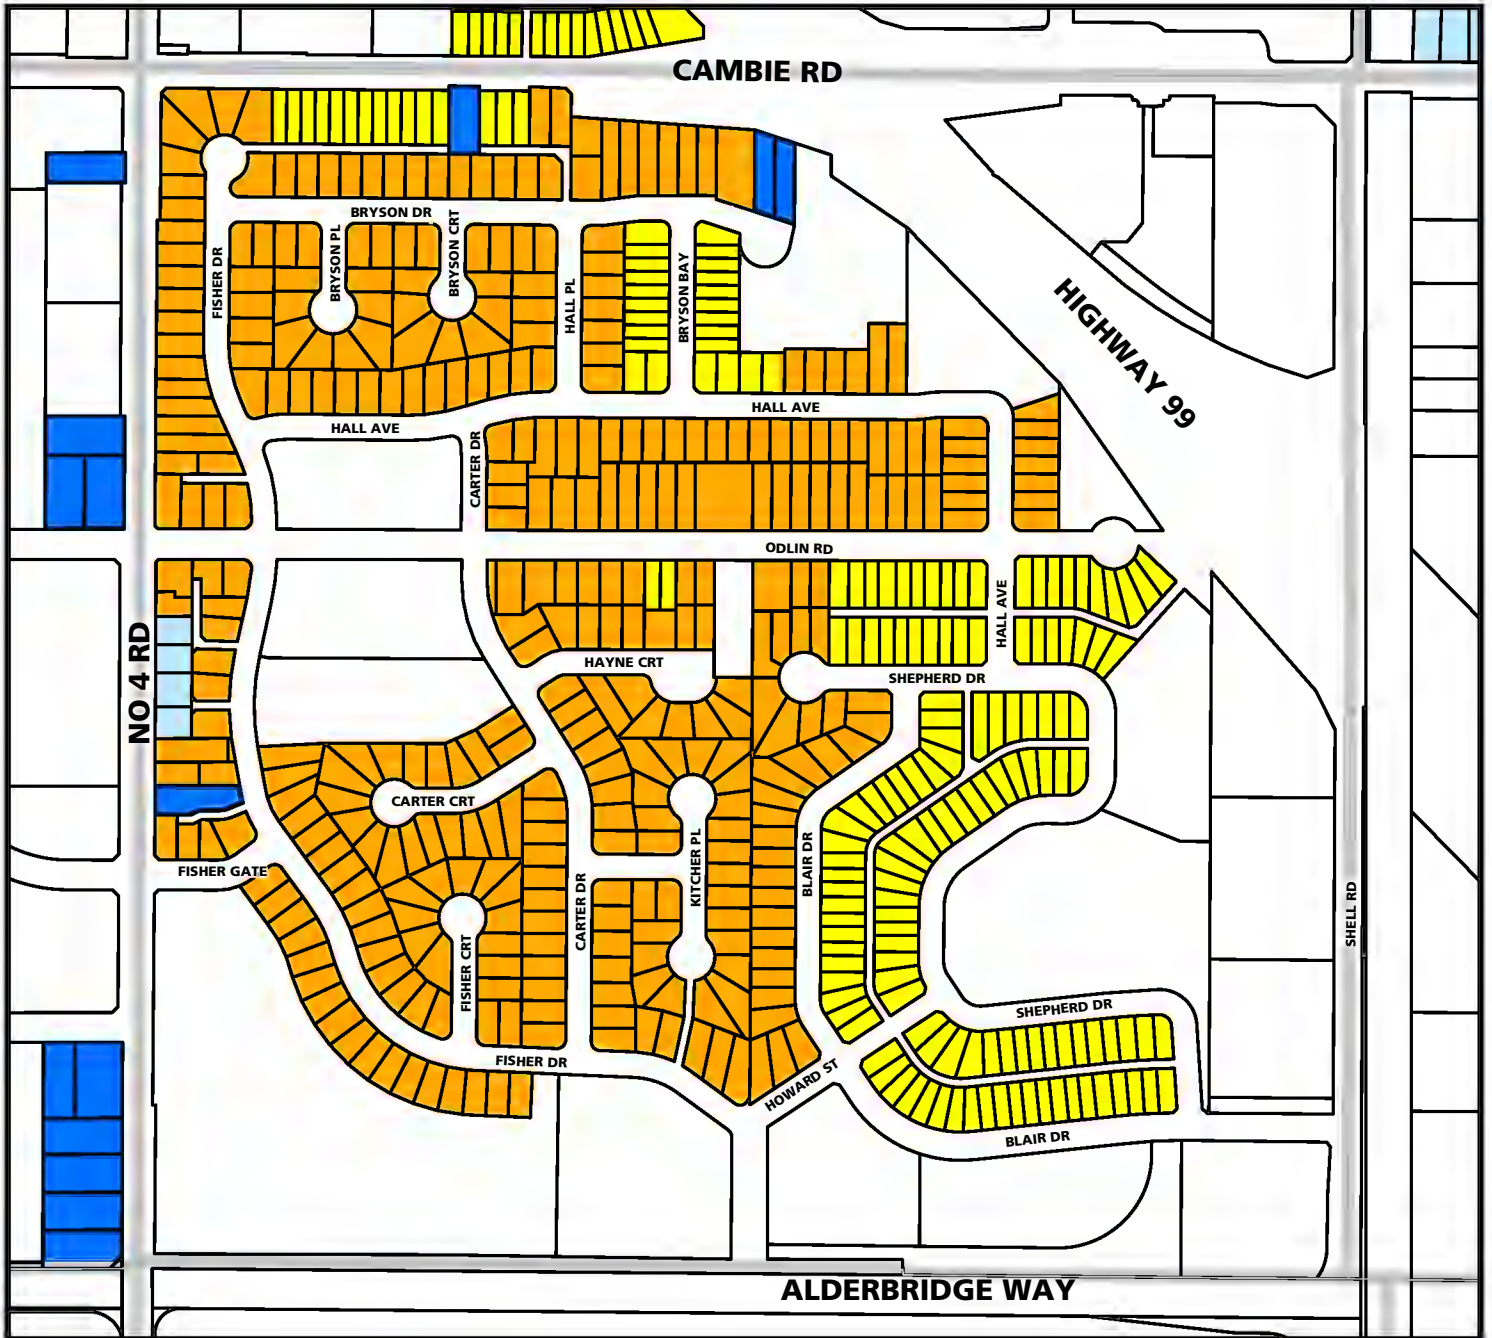 CAMBIE RD
BRYSON DR
BRYSON PL
BRYSON CRT
FISHER DR
HALL PL
BRYSON BAY
HIGHWAY 99
HALL AVE
HALL AVE
CARTER DR
ODLIN RD
HALL AVE
NO 4 RD
HAYNE CRT
SHEPHERD DR
CARTER CRT
KITCHER PL
BLAIR DR
FISHER GATE
CARTER DR
SHELL RD
FISHER CRT
SHEPHERD DR
FISHER DR
HOWARD ST
BLAIR DR
ALDERBRIDGE WAY